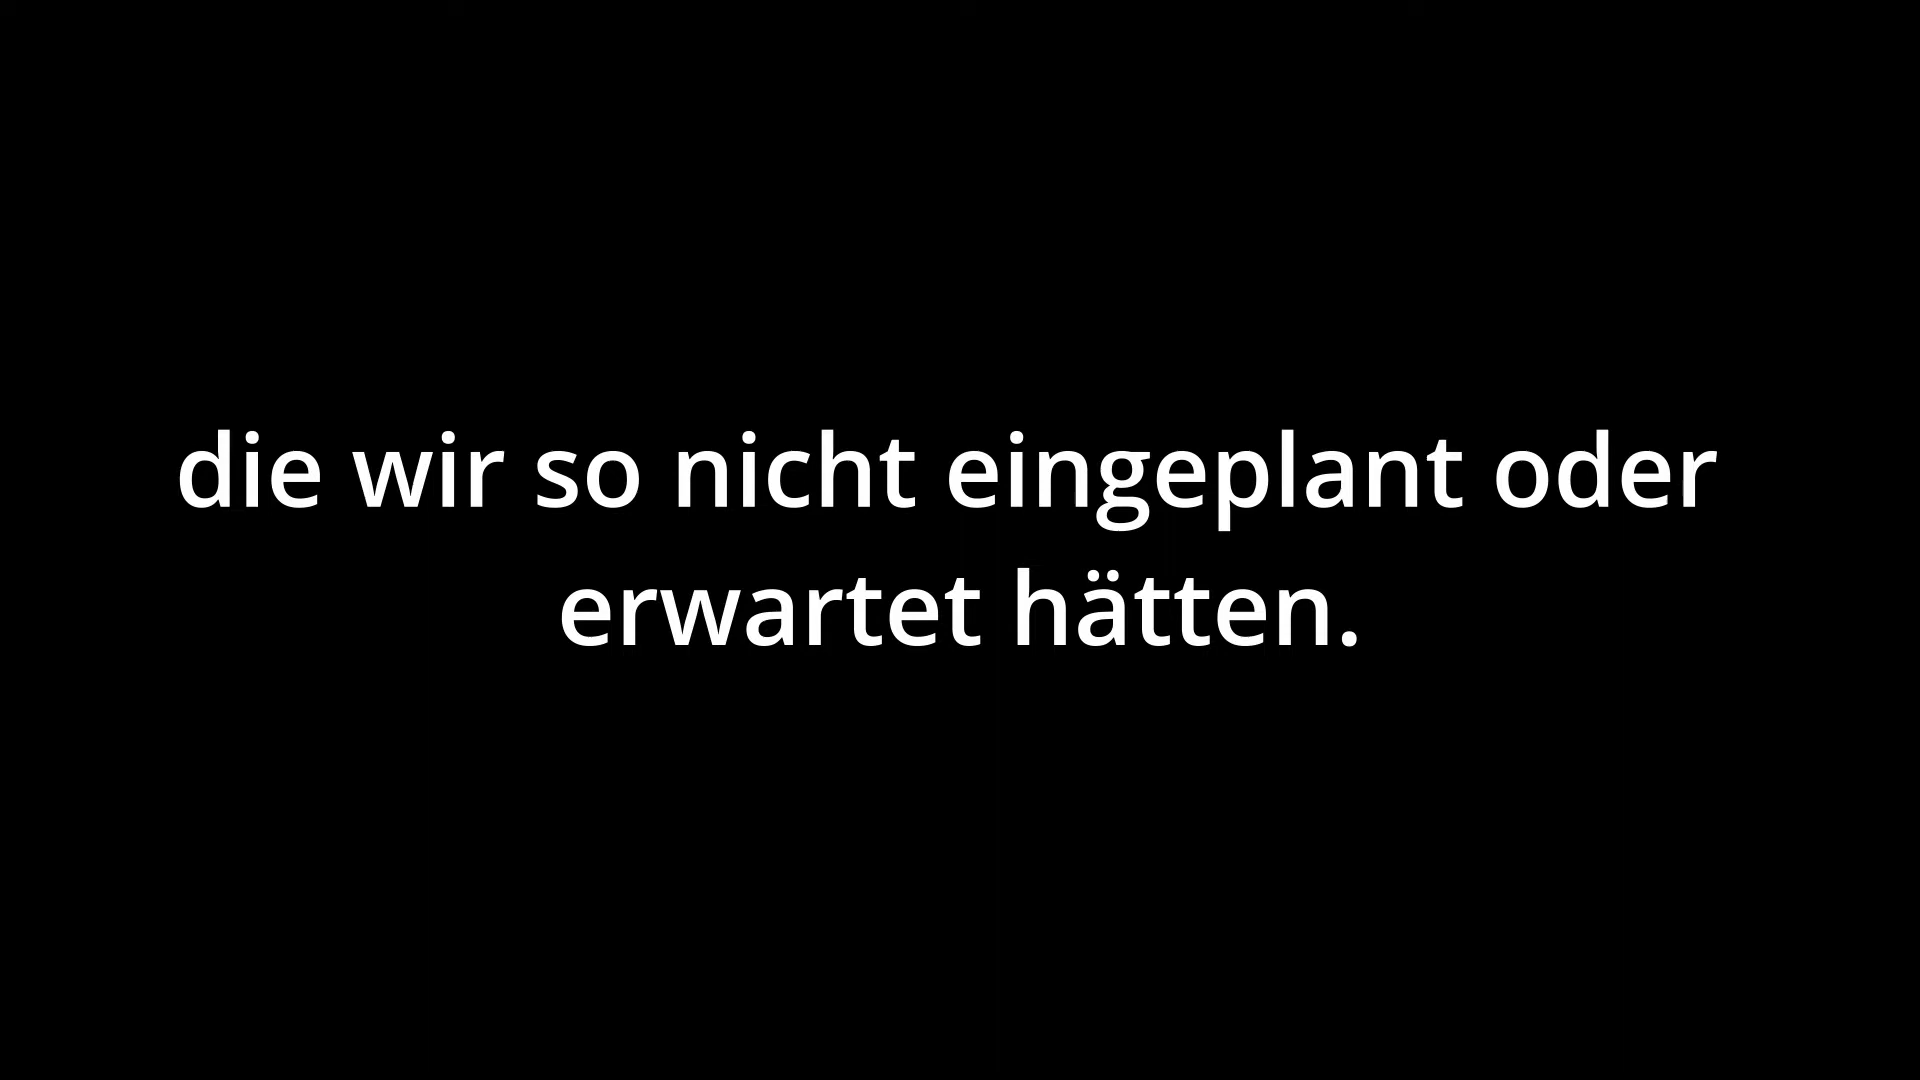 die wir so nicht eingeplant oder
erwartet hätten.